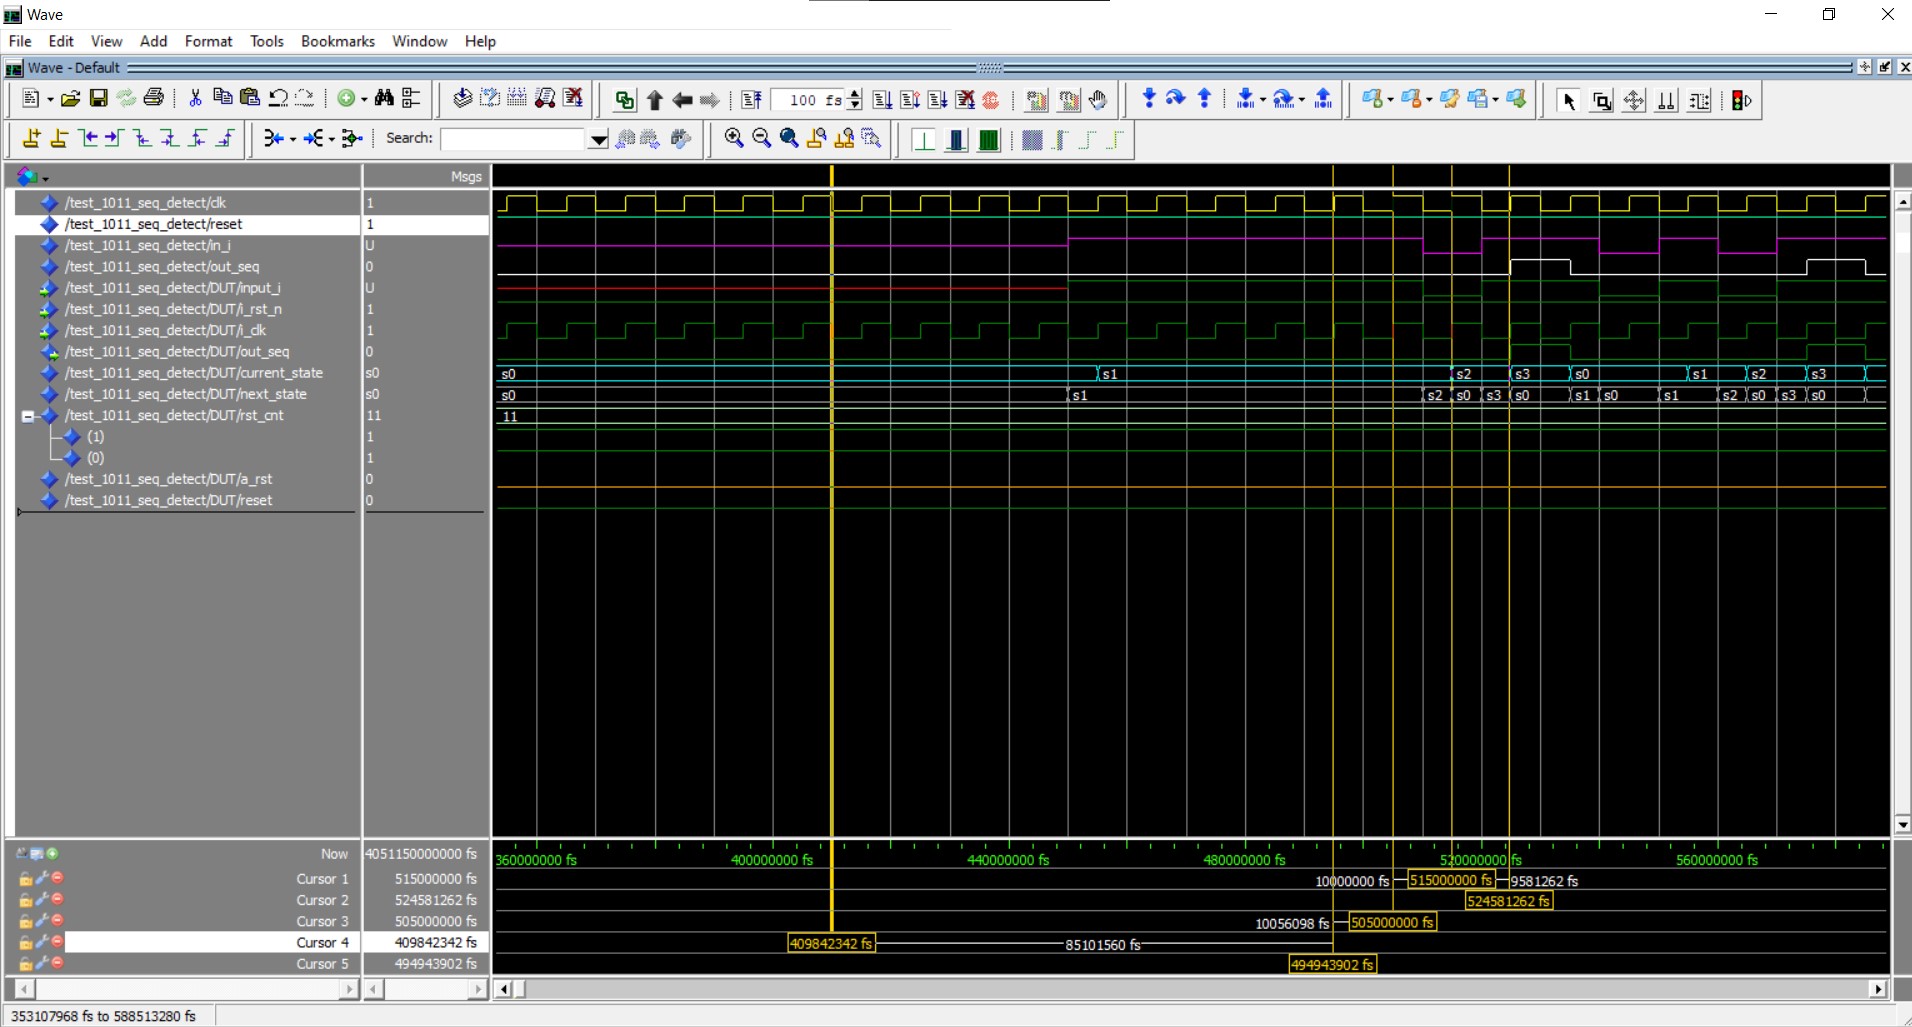 Wave
File Edit View Add Format Tools Bookmarks Window Help
Wave - Default
100 fs
Search:
Msgs
/test_1011_seq_detect/clk 1
/test_1011_seq_detect/reset 1
/test_1011_seq_detect/in_i U
/test_1011_seq_detect/out_seq 0
/test_1011_seq_detect/DUT/input_i U
/test_1011_seq_detect/DUT/i_rst_n 1
/test_1011_seq_detect/DUT/i_clk 1
/test_1011_seq_detect/DUT/out_seq 0
/test_1011_seq_detect/DUT/current_state s0 s0 s1 s2 s3 s0 s1 s2 s3
/test_1011_seq_detect/DUT/next_state s0 s0 s1 s2 s0 s3 s0 s1 s0 s1 s2 s0 s3 s0
/test_1011_seq_detect/DUT/rst_cnt 11 11
(1) 1
(0) 1
/test_1011_seq_detect/DUT/a_rst 0
/test_1011_seq_detect/DUT/reset 0
Now 4051150000000 fs 360000000 fs 400000000 fs 440000000 fs 480000000 fs 520000000 fs 560000000 fs
Cursor 1 515000000 fs 10000000 fs 515000000 fs 9581262 fs
Cursor 2 524581262 fs 524581262 fs
Cursor 3 505000000 fs 10056098 fs 505000000 fs
Cursor 4 409842342 fs 409842342 fs 85101560 fs
Cursor 5 494943902 fs 494943902 fs
353107968 fs to 588513280 fs